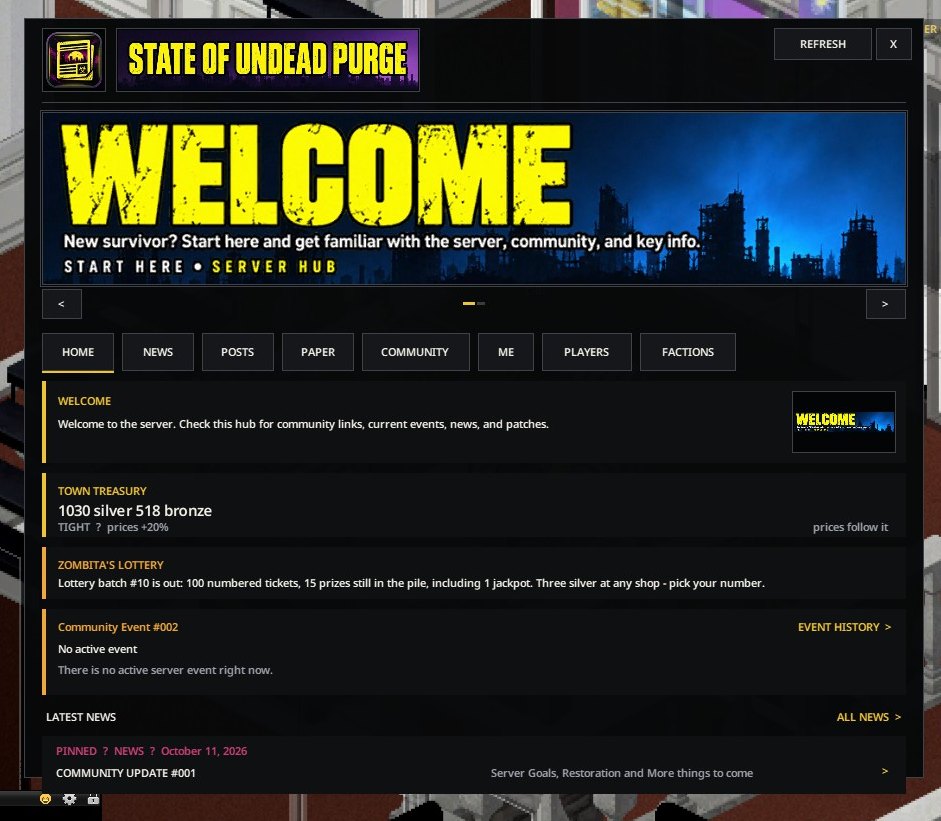 STATE OF UNDEAD PURGE
REFRESH
X
ER
WELCOME
New survivor? Start here and get familiar with the server, community, and key info.
START HERE • SERVER HUB
<
>
HOME
NEWS
POSTS
PAPER
COMMUNITY
ME
PLAYERS
FACTIONS
WELCOME
Welcome to the server. Check this hub for community links, current events, news, and patches.
WELCOME
TOWN TREASURY
1030 silver 518 bronze
TIGHT ? prices +20%
prices follow it
ZOMBITA'S LOTTERY
Lottery batch #10 is out: 100 numbered tickets, 15 prizes still in the pile, including 1 jackpot. Three silver at any shop - pick your number.
Community Event #002
EVENT HISTORY >
No active event
There is no active server event right now.
LATEST NEWS
ALL NEWS >
PINNED ? NEWS ? October 11, 2026
COMMUNITY UPDATE #001
Server Goals, Restoration and More things to come
>